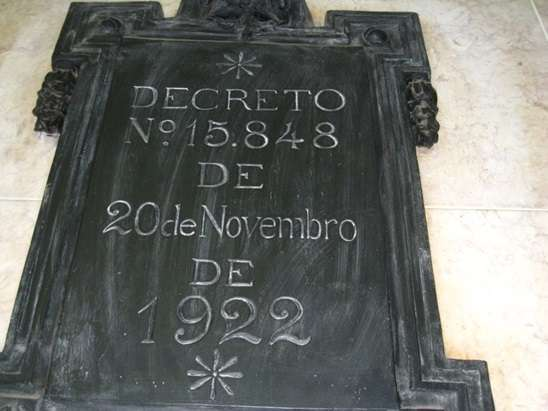 DECRETO
Nº. 15.848
DE
20 de Novembro
DE
1922